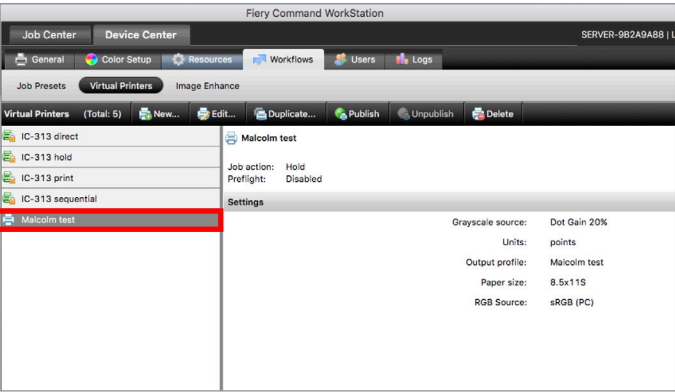 Fiery Command WorkStation
Job Center Device Center SERVER-9B2A9A88 | L
General Color Setup Resources Workflows Users Logs
Job Presets Virtual Printers Image Enhance
Virtual Printers (Total: 5) New... Edit... Duplicate... Publish Unpublish Delete
IC-313 direct
IC-313 hold
IC-313 print
IC-313 sequential
Malcolm test
Malcolm test
Job action: Hold
Preflight: Disabled
Settings
Grayscale source: Dot Gain 20%
Units: points
Output profile: Malcolm test
Paper size: 8.5x11S
RGB Source: sRGB (PC)